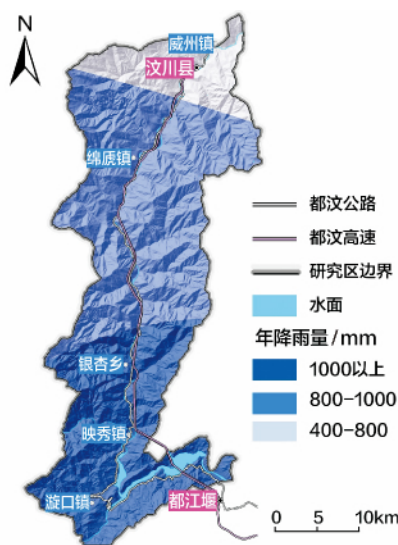 N
威州镇
汶川县
绵虒镇
银杏乡
映秀镇
漩口镇
都江堰
都汶公路
都汶高速
研究区边界
水面
年降雨量/mm
1000以上
800-1000
400-800
0 5 10km